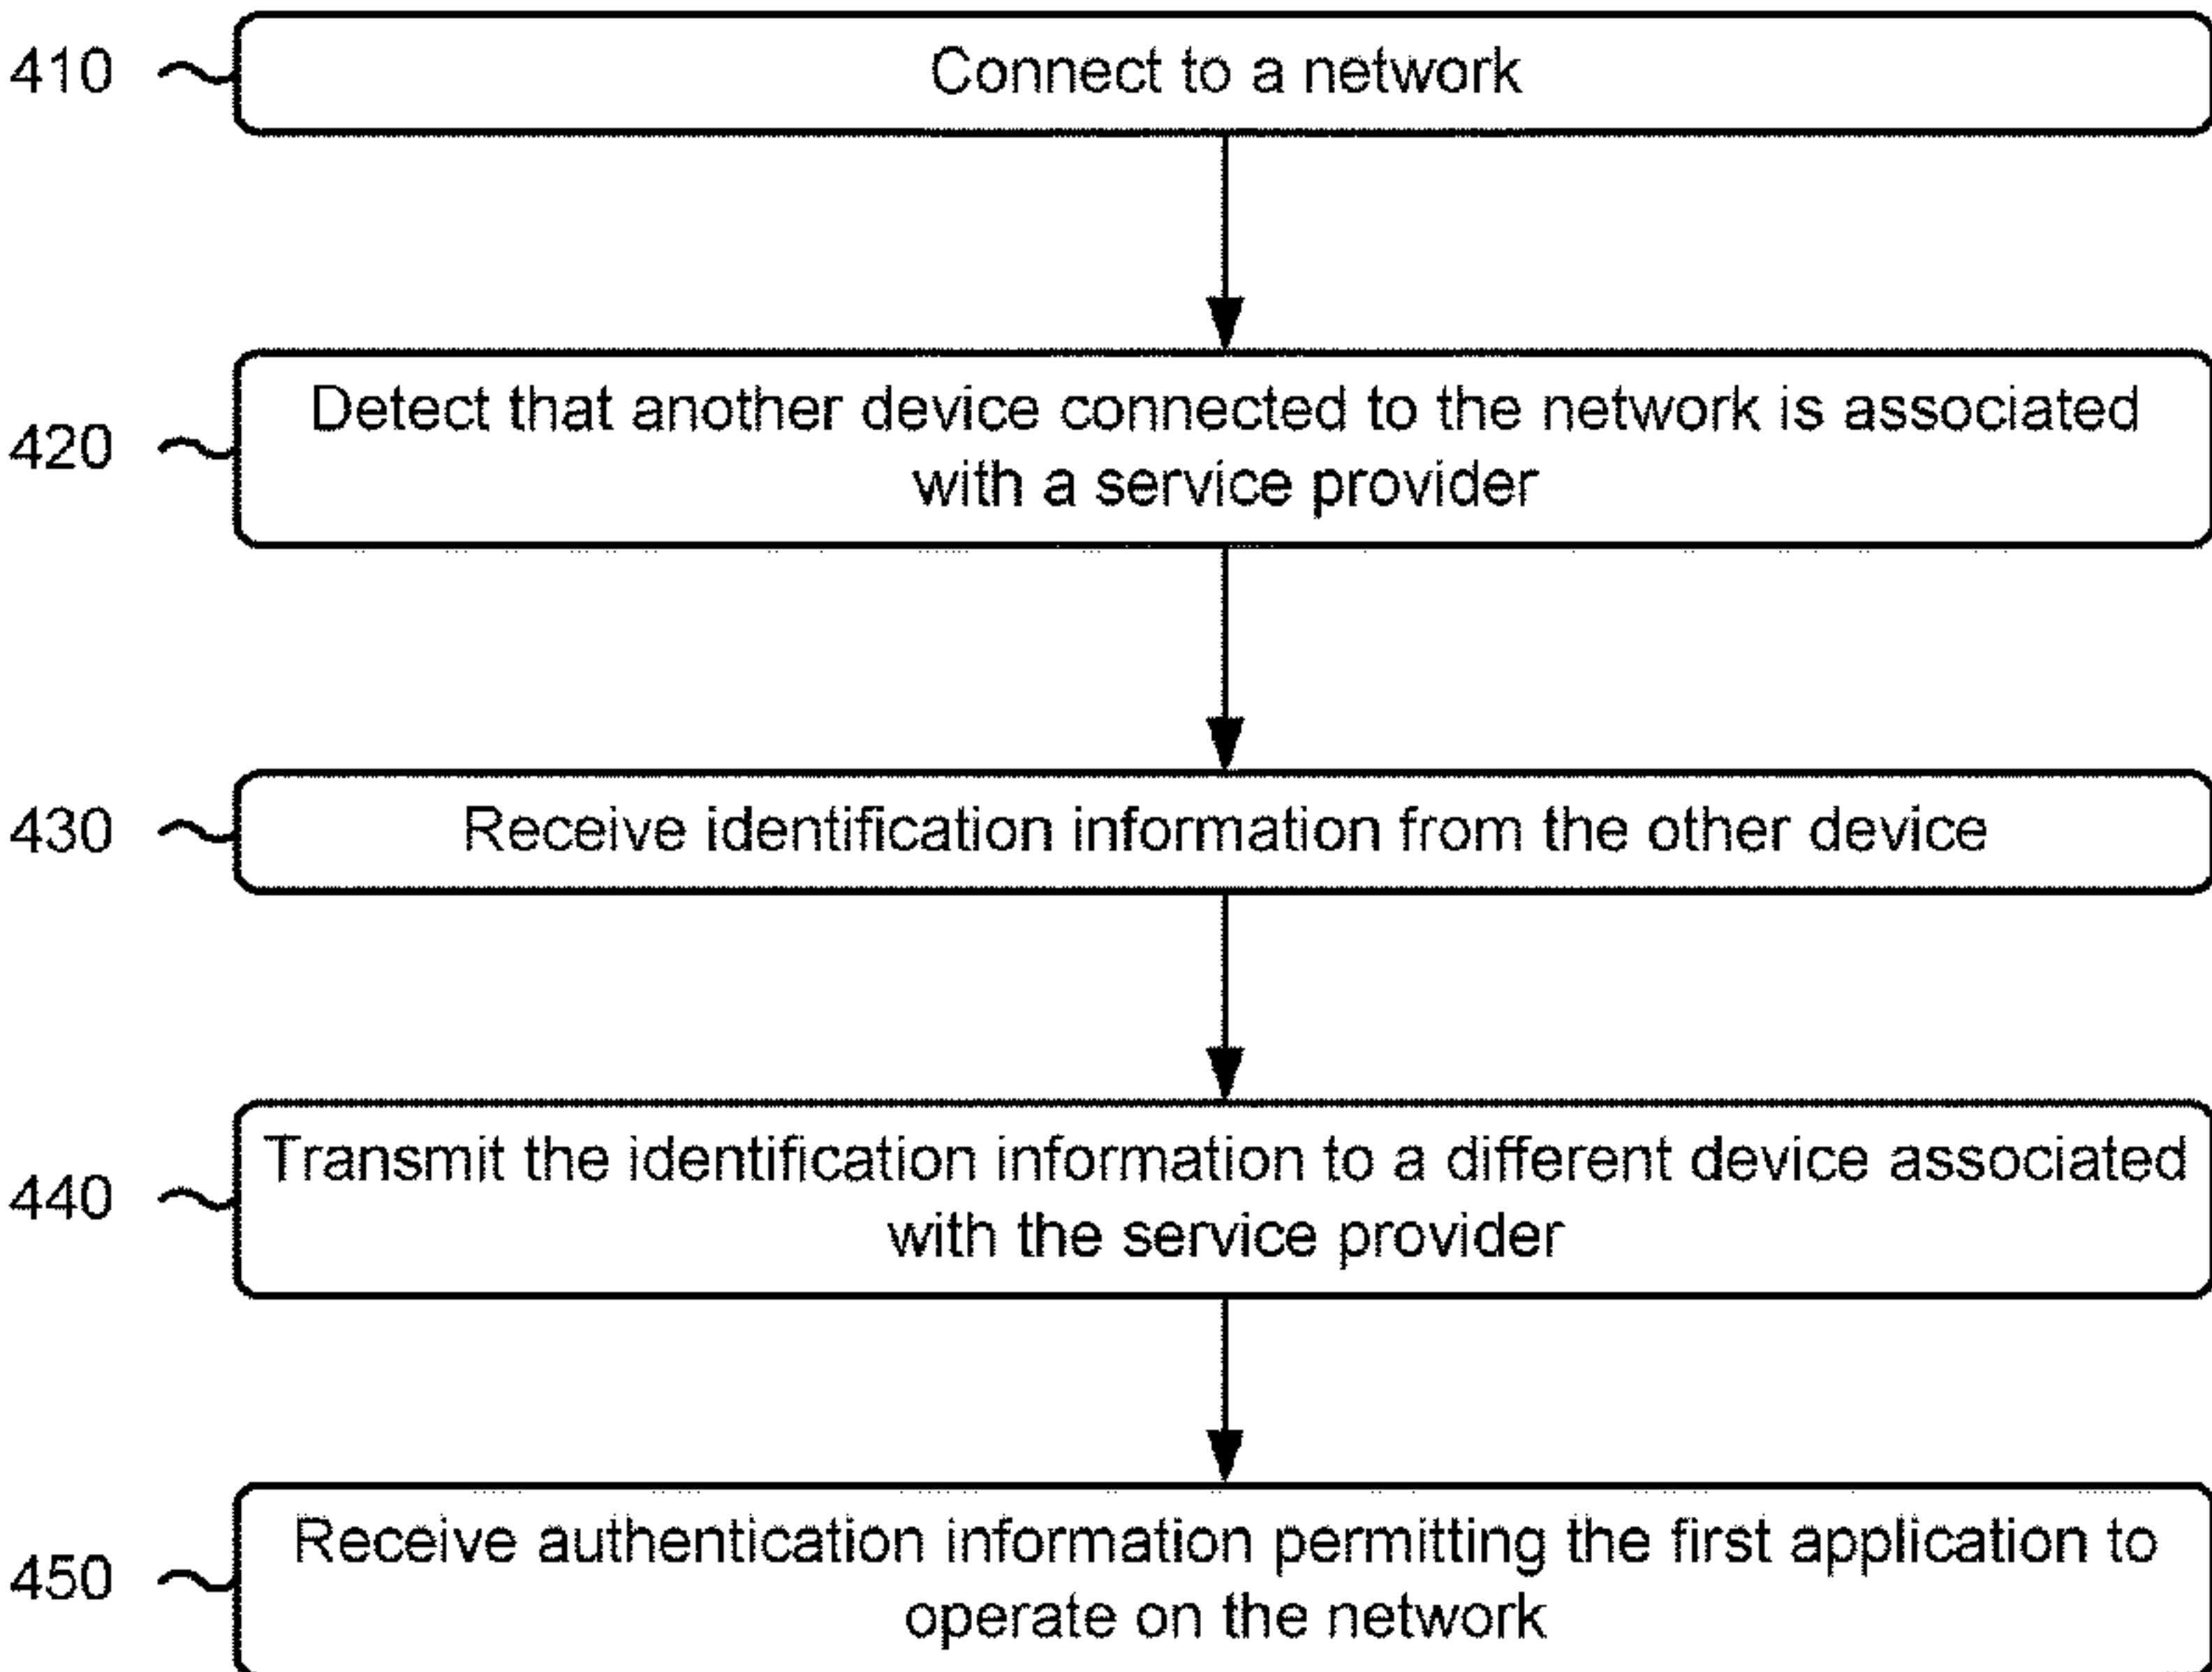 410
Connect to a network
420
Detect that another device connected to the network is associated
with a service provider
430
Receive identification information from the other device
440
Transmit the identification information to a different device associated
with the service provider
450
Receive authentication information permitting the first application to
operate on the network